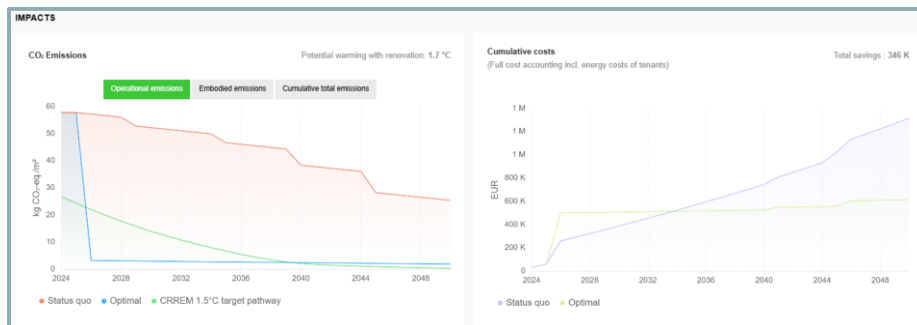 IMPACTS
CO₂ Emissions
Potential warming with renovation: 1.7 °C
Operational emissions
Embodied emissions
Cumulative total emissions
kg CO₂-eq./m²
60
50
40
30
20
10
0
2024
2028
2032
2036
2040
2044
2048
Status quo
Optimal
CRREM 1.5°C target pathway
Cumulative costs
Total savings : 346 K
(Full cost accounting incl. energy costs of tenants)
EUR
1 M
1 M
1 M
800 K
600 K
400 K
200 K
0
2024
2028
2032
2036
2040
2044
2048
Status quo
Optimal